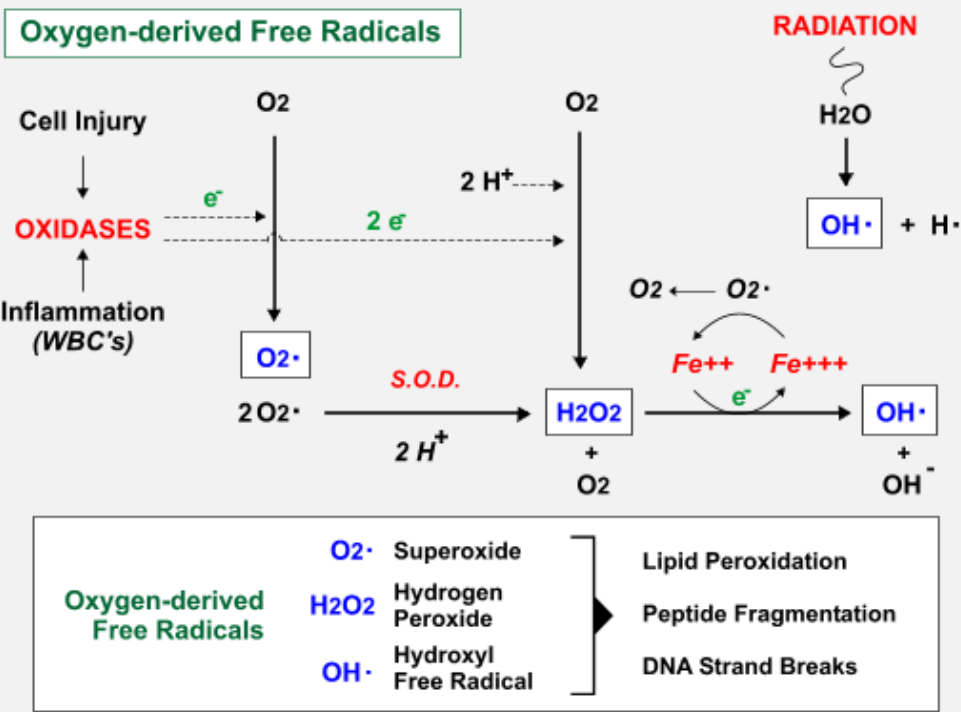 Oxygen-derived Free Radicals
RADIATION
Cell Injury
O2
O2
H2O
2 H+
e-
OXIDASES
2 e-
OH· + H·
Inflammation
(WBC's)
O2 O2·
O2·
S.O.D.
Fe++ Fe+++
2 O2·
H2O2
e-
OH·
2 H+
+
O2
+
OH-
Oxygen-derived
Free Radicals
O2· Superoxide
H2O2 Hydrogen
Peroxide
OH· Hydroxyl
Free Radical
Lipid Peroxidation
Peptide Fragmentation
DNA Strand Breaks